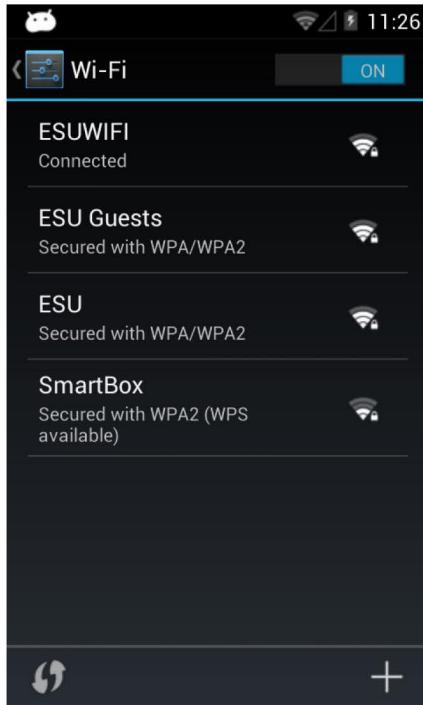 11:26
Wi-Fi
ON
ESUWIFI
Connected
ESU Guests
Secured with WPA/WPA2
ESU
Secured with WPA/WPA2
SmartBox
Secured with WPA2 (WPS
available)